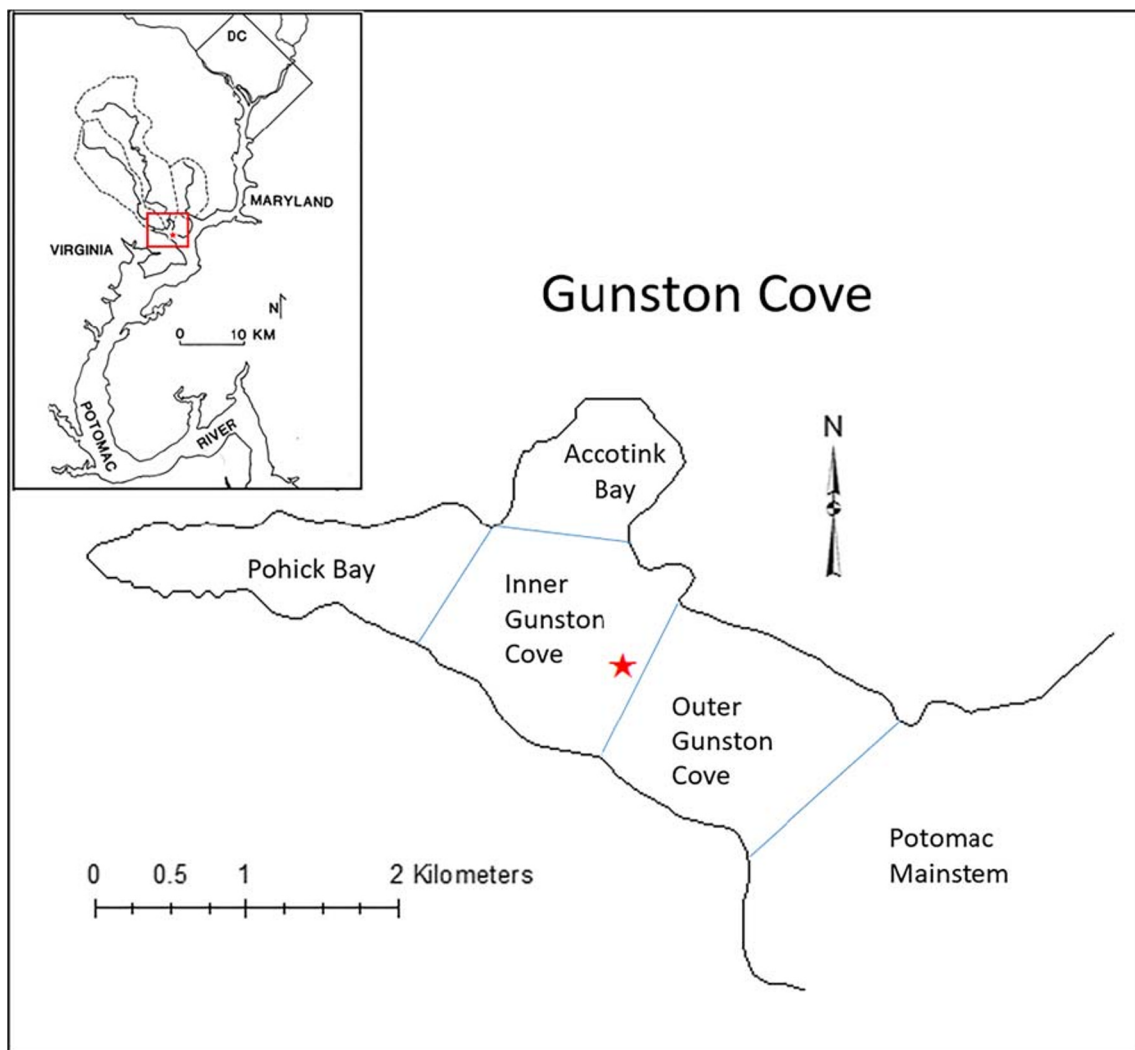 DC
MARYLAND
VIRGINIA
N
0 10 KM
POTOMAC
RIVER
Gunston Cove
N
Accotink
Bay
Pohick Bay
Inner
Gunston
Cove
Outer
Gunston
Cove
Potomac
Mainstem
0 0.5 1 2 Kilometers